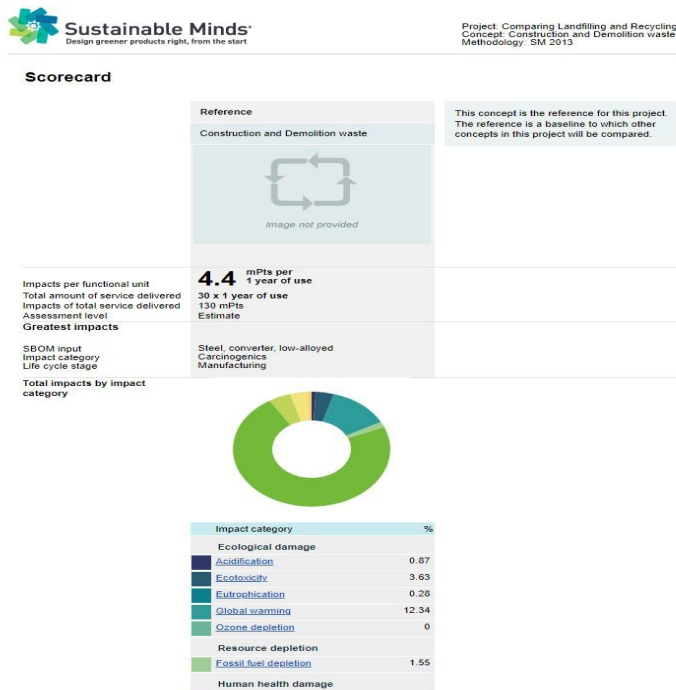 Sustainable Minds
Design greener products right, from the start
Project: Comparing Landfilling and Recycling
Concept: Construction and Demolition waste
Methodology: SM 2013
Scorecard
Reference
Construction and Demolition waste
Image not provided
This concept is the reference for this project.
The reference is a baseline to which other
concepts in this project will be compared.
Impacts per functional unit 4.4 mPts per
1 year of use
Total amount of service delivered 30 x 1 year of use
Impacts of total service delivered 130 mPts
Assessment level Estimate
Greatest impacts
SBOM input Steel, converter, low-alloyed
Impact category Carcinogenics
Life cycle stage Manufacturing
Total impacts by impact
category
Impact category %
Ecological damage
Acidification 0.87
Ecotoxicity 3.63
Eutrophication 0.28
Global warming 12.34
Ozone depletion 0
Resource depletion
Fossil fuel depletion 1.55
Human health damage